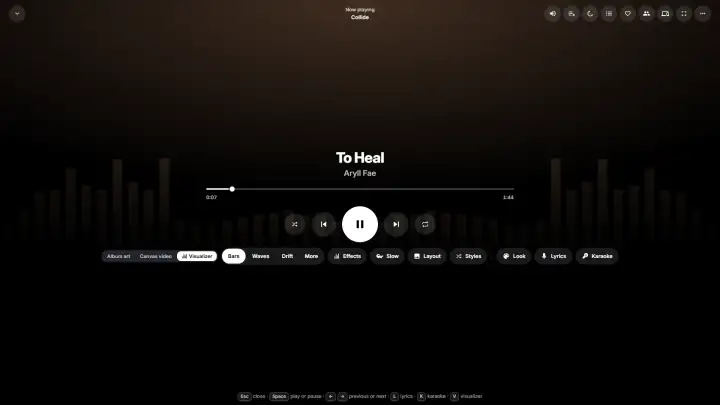 Now playing
Collide
To Heal
Aryll Fae
0:07 1:44
Album art Canvas video Visualizer Bars Waves Drift More Effects Slow Layout Styles Look Lyrics Karaoke
Esc close · Space play or pause · ← → previous or next · L lyrics · K karaoke · V visualizer